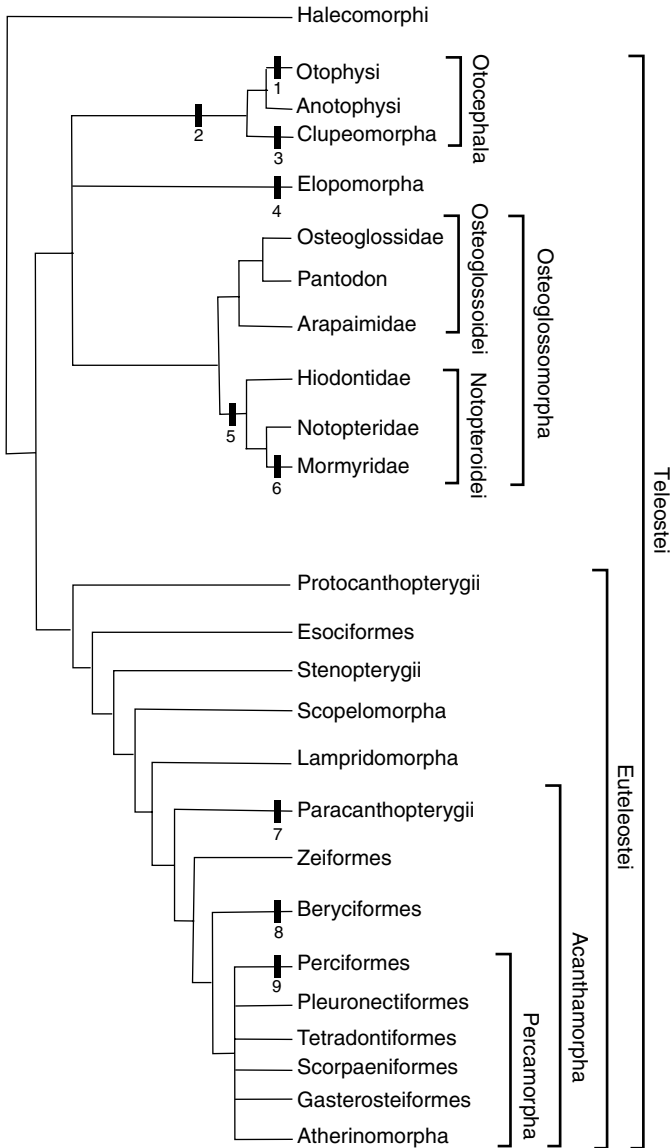 Halecomorphi
Otophysi
1
Anotophysi
2
Clupeomorpha
3
Otocephala
Elopomorpha
4
Osteoglossidae
Pantodon
Arapaimidae
Osteoglossoidei
Hiodontidae
5
Notopteridae
Mormyridae
6
Notopteroidei
Osteoglossomorpha
Teleostei
Protocanthopterygii
Esociformes
Stenopterygii
Scopelomorpha
Lampridomorpha
Paracanthopterygii
7
Zeiformes
Beryciformes
8
Perciformes
9
Pleuronectiformes
Tetradontiformes
Scorpaeniformes
Gasterosteiformes
Atherinomorpha
Percamorpha
Acanthamorpha
Euteleostei